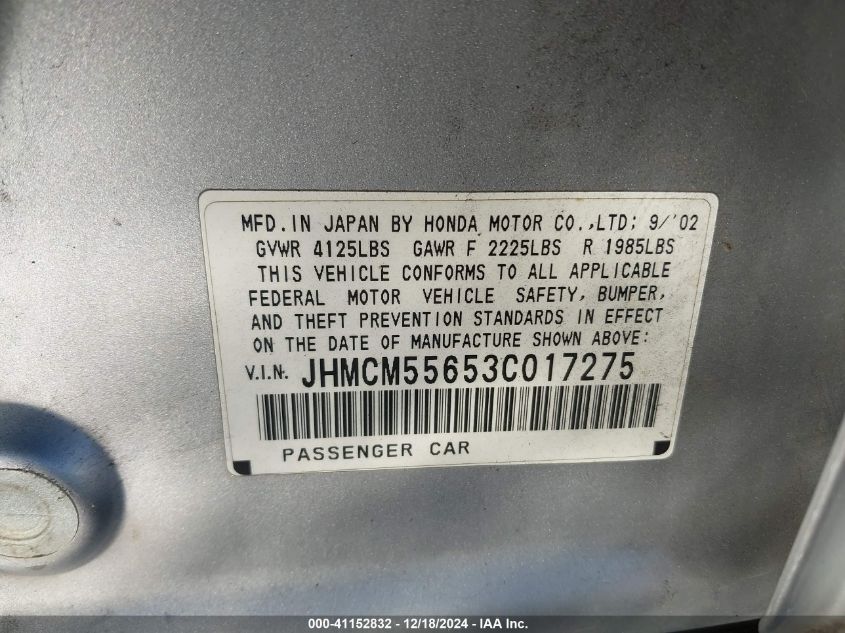 MFD. IN JAPAN BY HONDA MOTOR CO.,LTD; 9/'02
GVWR 4125LBS GAWR F 2225LBS R 1985LBS
THIS VEHICLE CONFORMS TO ALL APPLICABLE
FEDERAL MOTOR VEHICLE SAFETY, BUMPER,
AND THEFT PREVENTION STANDARDS IN EFFECT
ON THE DATE OF MANUFACTURE SHOWN ABOVE:
V.I.N. JHMCM55653C017275
PASSENGER CAR
000-41152832 - 12/18/2024 - IAA Inc.